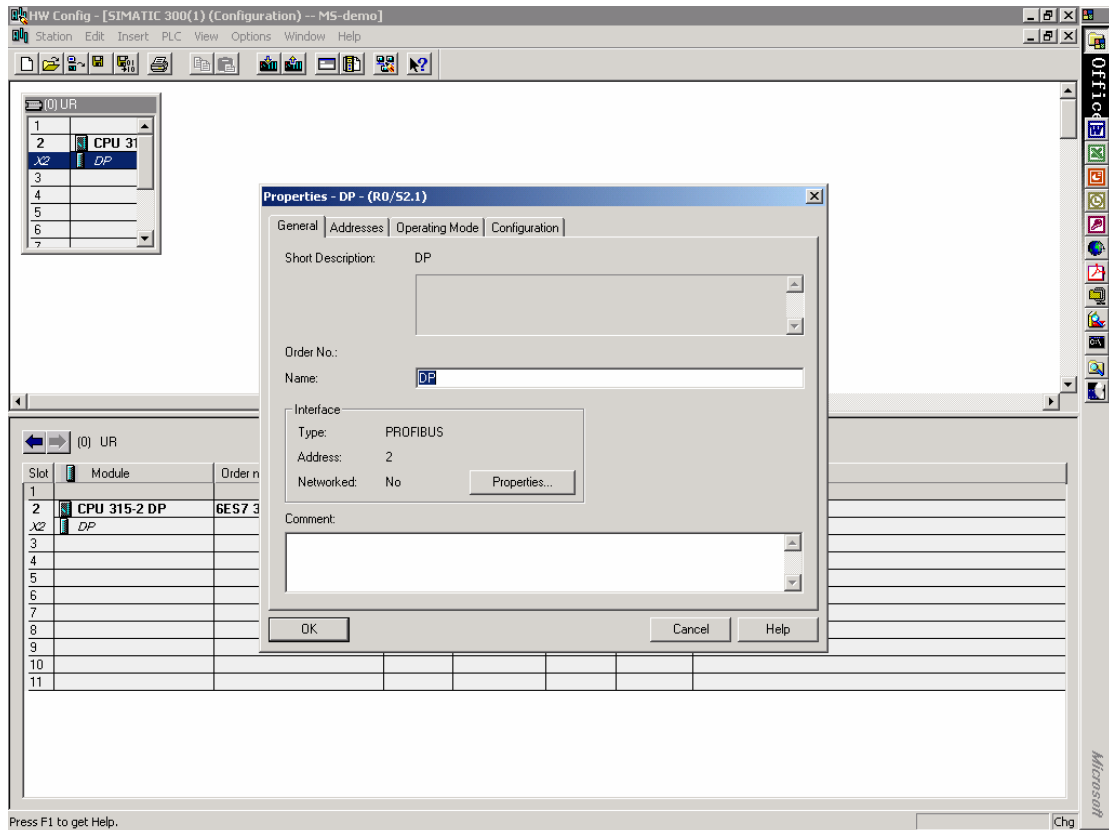 HW Config - [SIMATIC 300(1) (Configuration) -- MS-demo]
Station Edit Insert PLC View Options Window Help
Office
(0) UR
1
2 CPU 31
X2 DP
3
4
5
6
7
Properties - DP - (R0/S2.1)
General Addresses Operating Mode Configuration
Short Description: DP
Order No.:
Name: DP
Interface
Type: PROFIBUS
Address: 2
Networked: No Properties...
Comment:
OK Cancel Help
(0) UR
Slot Module Order n
1
2 CPU 315-2 DP 6ES7 3
X2 DP
3
4
5
6
7
8
9
10
11
Microsoft
Press F1 to get Help. Chg